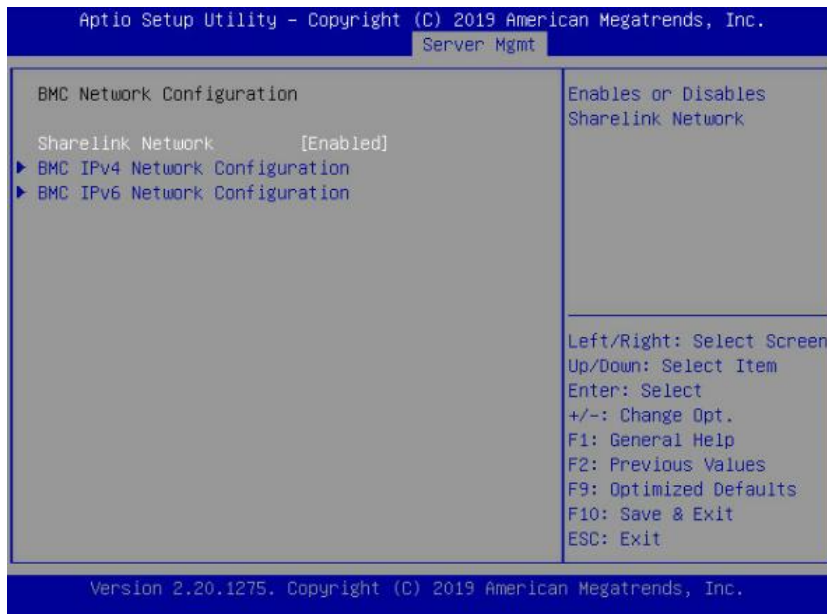 Aptio Setup Utility – Copyright (C) 2019 American Megatrends, Inc.
Server Mgmt
BMC Network Configuration
Sharelink Network [Enabled]
BMC IPv4 Network Configuration
BMC IPv6 Network Configuration
Enables or Disables
Sharelink Network
Left/Right: Select Screen
Up/Down: Select Item
Enter: Select
+/-: Change Opt.
F1: General Help
F2: Previous Values
F9: Optimized Defaults
F10: Save & Exit
ESC: Exit
Version 2.20.1275. Copyright (C) 2019 American Megatrends, Inc.